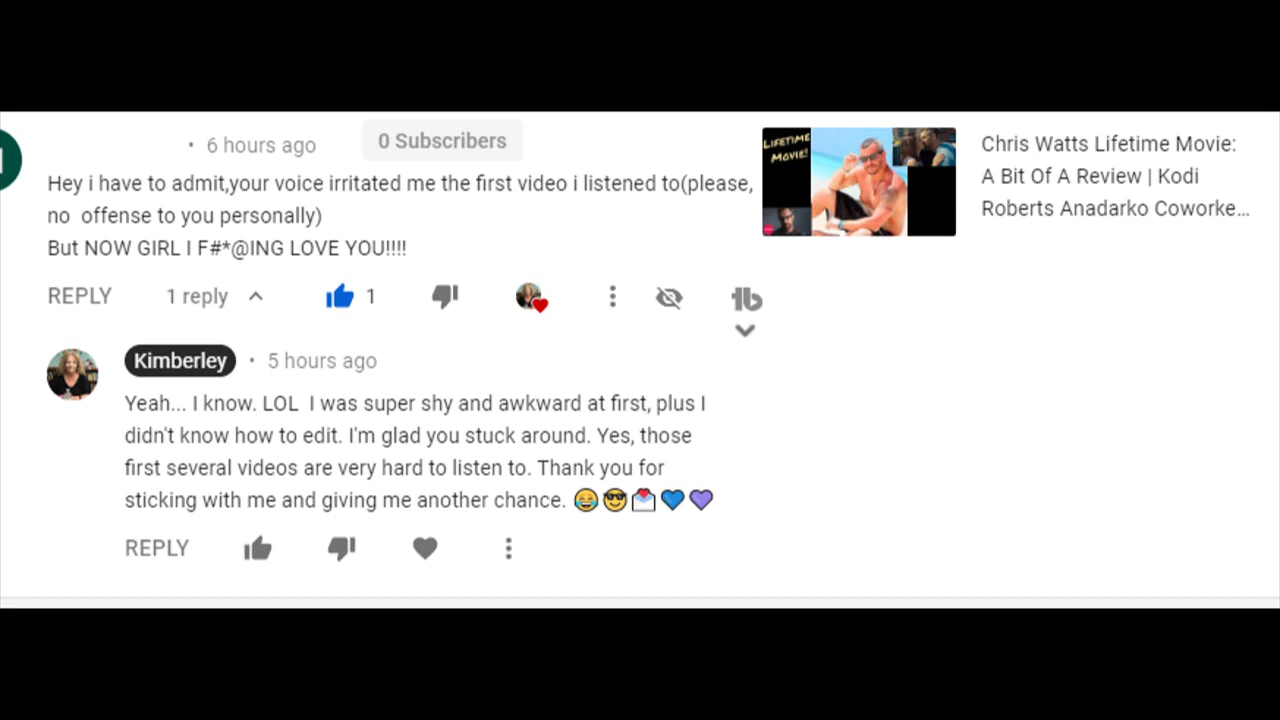 • 6 hours ago
0 Subscribers
Hey i have to admit,your voice irritated me the first video i listened to(please,
no  offense to you personally)
But NOW GIRL I F#*@ING LOVE YOU!!!!
REPLY 1 reply 1
Kimberley • 5 hours ago
Yeah... I know. LOL  I was super shy and awkward at first, plus I
didn't know how to edit. I'm glad you stuck around. Yes, those
first several videos are very hard to listen to. Thank you for
sticking with me and giving me another chance. 😂😎💌💙💜
REPLY
LIFETIME
MOVIE!
Chris Watts Lifetime Movie:
A Bit Of A Review | Kodi
Roberts Anadarko Coworke...